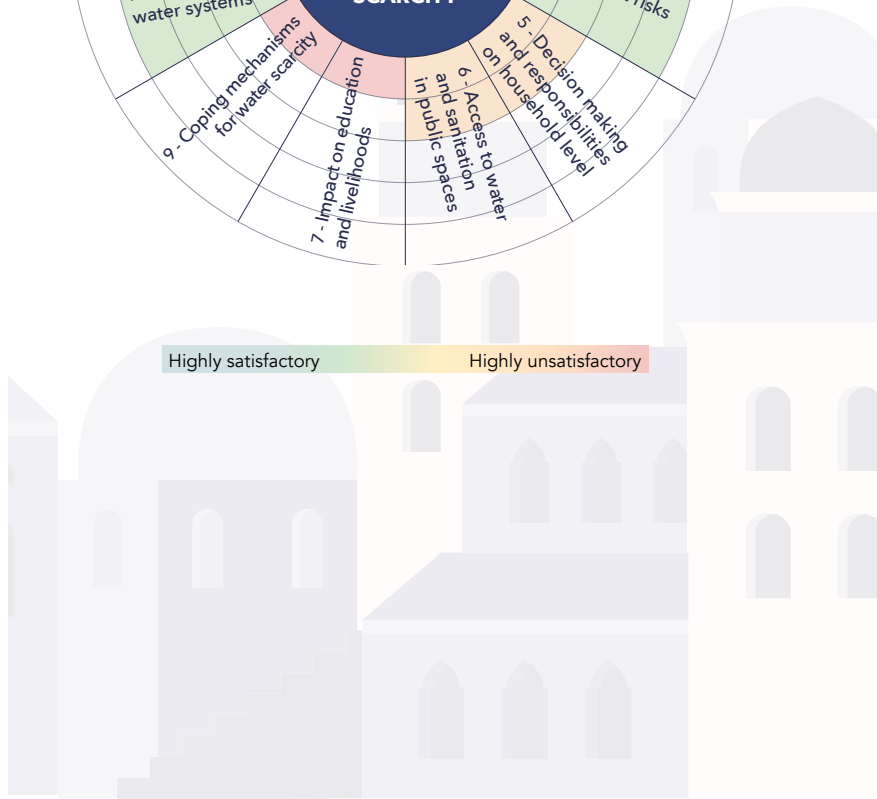 water systems
risks
9 - Coping mechanisms
for water scarcity
7 - Impact on education
and livelihoods
6 - Access to water
and sanitation
in public spaces
5 - Decision making
and responsibilities
on household level
Highly satisfactory
Highly unsatisfactory